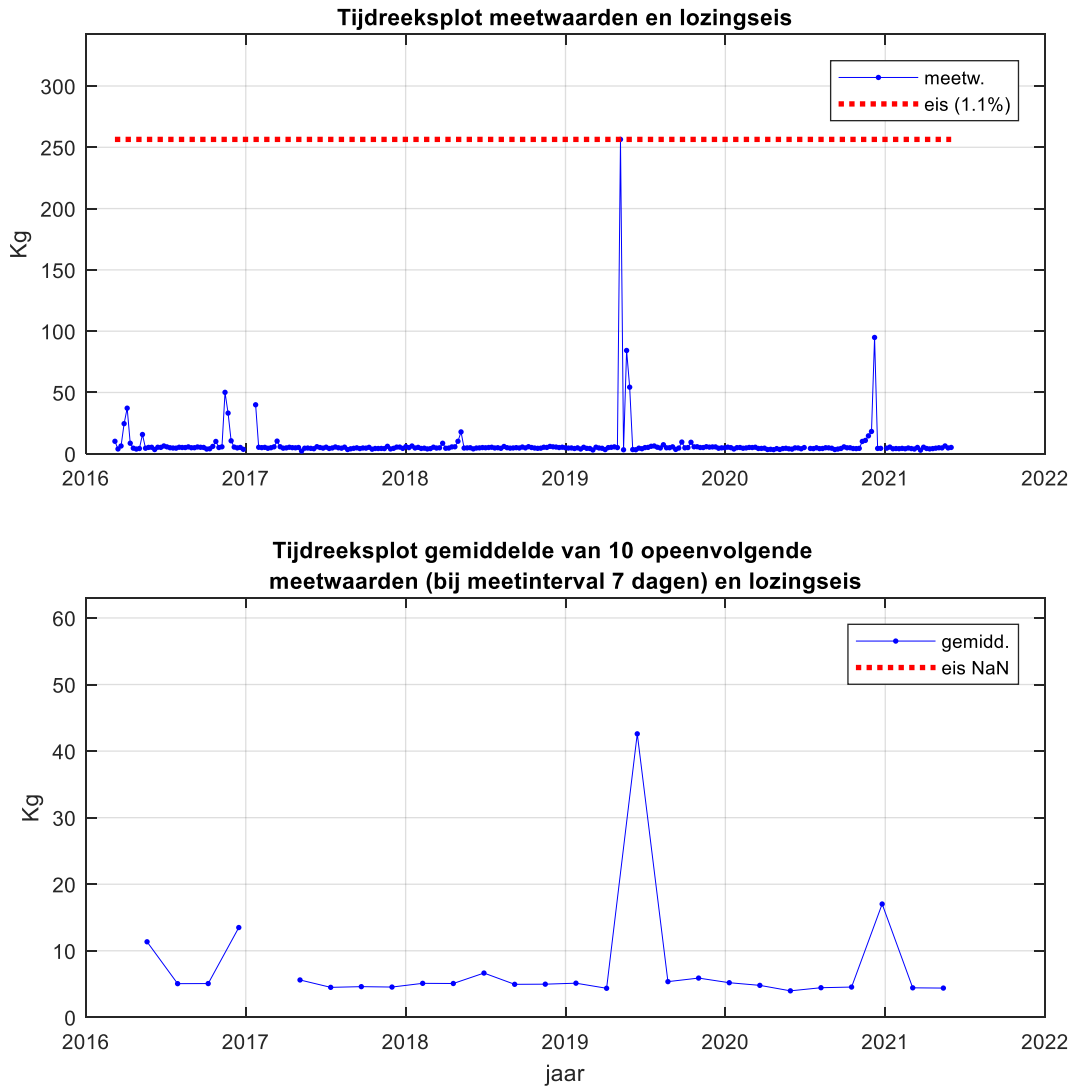 Tijdreeksplot meetwaarden en lozingseis
300
250
200
150
100
50
0
Kg
meetw.
eis (1.1%)
2016 2017 2018 2019 2020 2021 2022
Tijdreeksplot gemiddelde van 10 opeenvolgende
meetwaarden (bij meetinterval 7 dagen) en lozingseis
60
50
40
30
20
10
0
Kg
gemidd.
eis NaN
2016 2017 2018 2019 2020 2021 2022
jaar